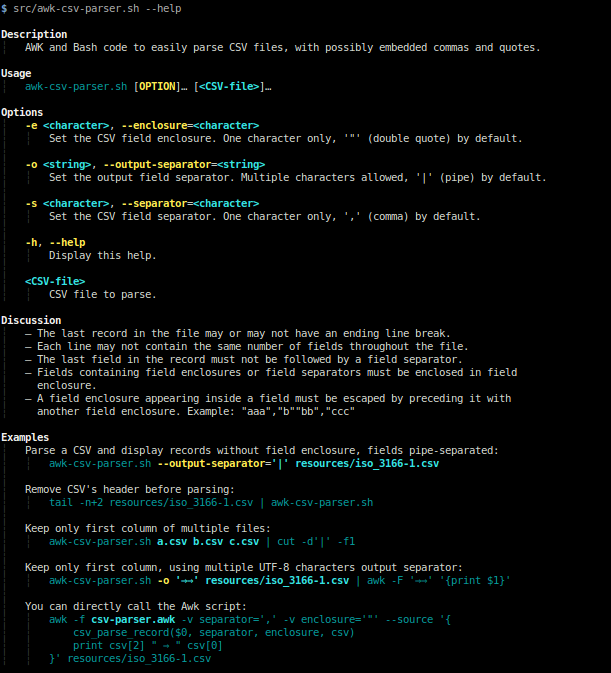 $ src/awk-csv-parser.sh --help
Description
AWK and Bash code to easily parse CSV files, with possibly embedded commas and quotes.
Usage
awk-csv-parser.sh [OPTION]… [<CSV-file>]…
Options
-e <character>, --enclosure=<character>
Set the CSV field enclosure. One character only, '"' (double quote) by default.
-o <string>, --output-separator=<string>
Set the output field separator. Multiple characters allowed, '|' (pipe) by default.
-s <character>, --separator=<character>
Set the CSV field separator. One character only, ',' (comma) by default.
-h, --help
Display this help.
<CSV-file>
CSV file to parse.
Discussion
– The last record in the file may or may not have an ending line break.
– Each line may not contain the same number of fields throughout the file.
– The last field in the record must not be followed by a field separator.
– Fields containing field enclosures or field separators must be enclosed in field
enclosure.
– A field enclosure appearing inside a field must be escaped by preceding it with
another field enclosure. Example: "aaa","b""bb","ccc"
Examples
Parse a CSV and display records without field enclosure, fields pipe-separated:
awk-csv-parser.sh --output-separator='|' resources/iso_3166-1.csv
Remove CSV's header before parsing:
tail -n+2 resources/iso_3166-1.csv | awk-csv-parser.sh
Keep only first column of multiple files:
awk-csv-parser.sh a.csv b.csv c.csv | cut -d'|' -f1
Keep only first column, using multiple UTF-8 characters output separator:
awk-csv-parser.sh -o '⇒⇒' resources/iso_3166-1.csv | awk -F '⇒⇒' '{print $1}'
You can directly call the Awk script:
awk -f csv-parser.awk -v separator=',' -v enclosure='"' --source '{
csv_parse_record($0, separator, enclosure, csv)
print csv[2] " ⇒ " csv[0]
}' resources/iso_3166-1.csv